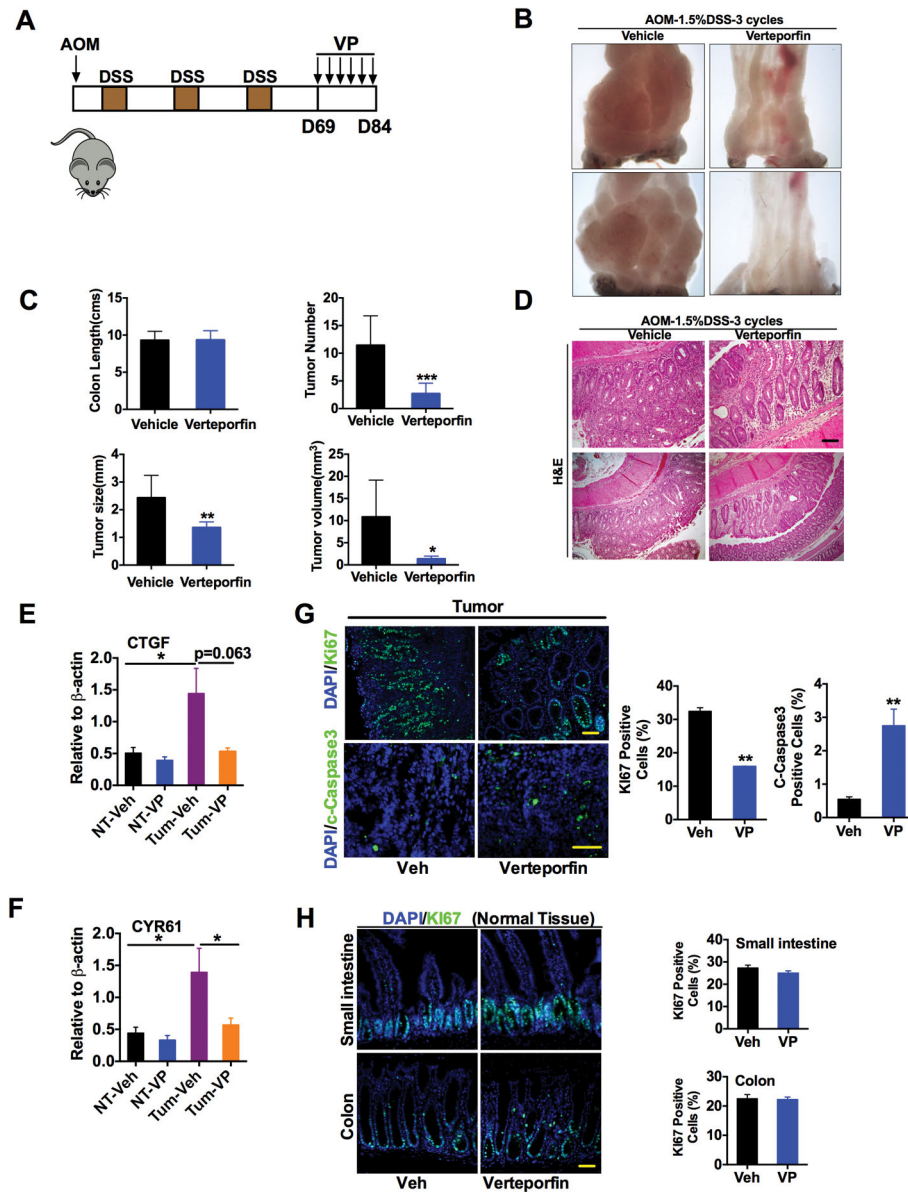 A
AOM
VP
DSS DSS DSS
D69 D84
B
AOM-1.5%DSS-3 cycles
Vehicle Verteporfin
C
Colon Length(cms)
15
10
5
0
Vehicle Verteporfin
Tumor Number
20
15
10
5
0
***
Vehicle Verteporfin
Tumor size(mm)
4
3
2
1
0
**
Vehicle Verteporfin
Tumor volume(mm3)
25
20
15
10
5
0
*
Vehicle Verteporfin
D
AOM-1.5%DSS-3 cycles
Vehicle Verteporfin
H&E
E
CTGF
* p=0.063
Relative to β-actin
2.0
1.5
1.0
0.5
0.0
NT-Veh
NT-VP
Tum-Veh
Tum-VP
F
CYR61
* *
Relative to β-actin
2.0
1.5
1.0
0.5
0.0
NT-Veh
NT-VP
Tum-Veh
Tum-VP
G
Tumor
DAPI/Ki67
DAPI/c-Caspase3
Veh Verteporfin
KI67 Positive
Cells (%)
40
30
20
10
0
**
Veh VP
C-Caspase3
Positive Cells (%)
4
3
2
1
0
**
Veh VP
H
DAPI/KI67 (Normal Tissue)
Small intestine
Colon
Veh Verteporfin
Small intestine
KI67 Positive
Cells (%)
40
30
20
10
0
Veh VP
Colon
KI67 Positive
Cells (%)
40
30
20
10
0
Veh VP